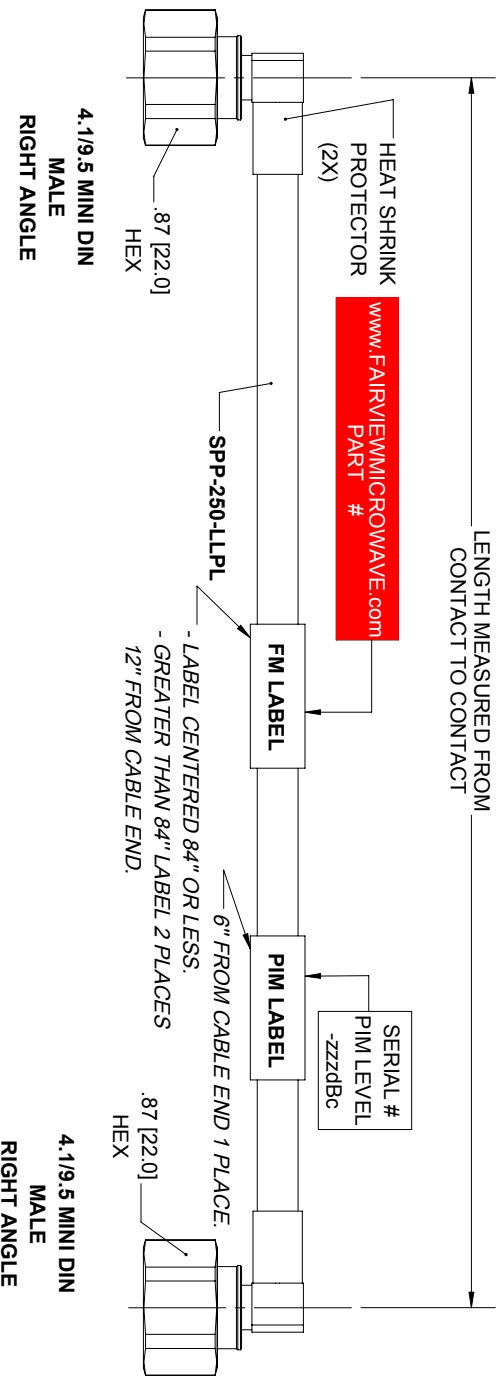 LENGTH MEASURED FROM
CONTACT TO CONTACT
HEAT SHRINK
PROTECTOR
(2X)
www.FAIRVIEWMICROWAVE.com
PART #
SERIAL #
PIM LEVEL
-zzzdBc
FM LABEL
PIM LABEL
SPP-250-LLPL
- LABEL CENTERED 84" OR LESS.
- GREATER THAN 84" LABEL 2 PLACES
12" FROM CABLE END.
6" FROM CABLE END 1 PLACE.
.87 [22.0]
HEX
4.1/9.5 MINI DIN
MALE
RIGHT ANGLE
.87 [22.0]
HEX
4.1/9.5 MINI DIN
MALE
RIGHT ANGLE